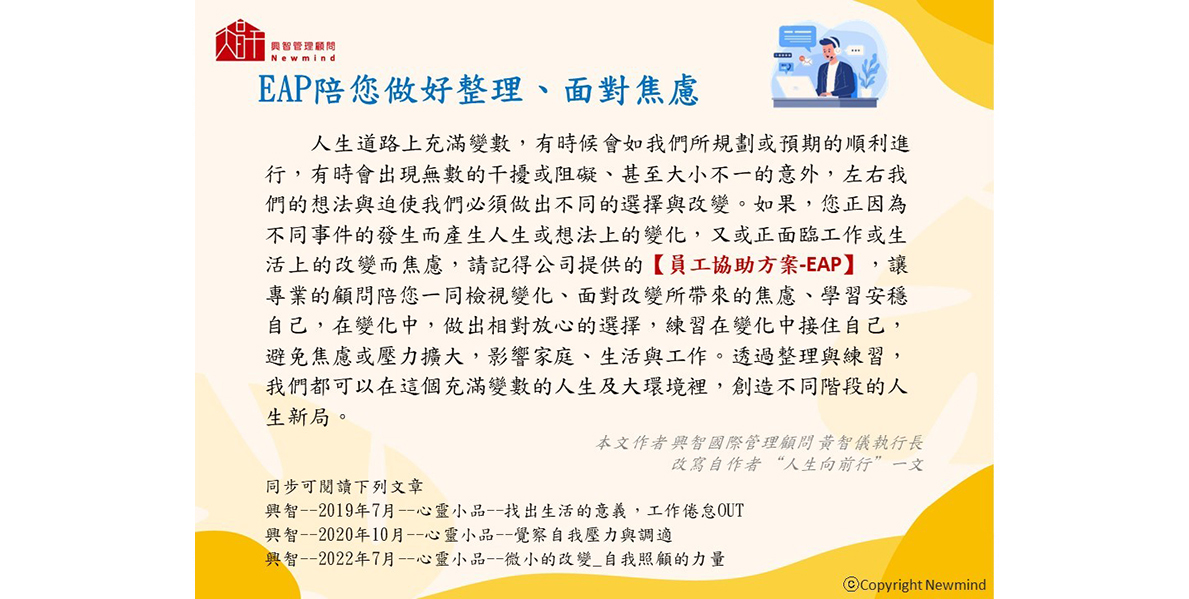 興智管理顧問
Newmind
EAP陪您做好整理、面對焦慮
人生道路上充滿變數，有時候會如我們所規劃或預期的順利進
行，有時會出現無數的干擾或阻礙、甚至大小不一的意外，左右我
們的想法與迫使我們必須做出不同的選擇與改變。如果，您正因為
不同事件的發生而產生人生或想法上的變化，又或正面臨工作或生
活上的改變而焦慮，請記得公司提供的【員工協助方案-EAP】，讓
專業的顧問陪您一同檢視變化、面對改變所帶來的焦慮、學習安穩
自己，在變化中，做出相對放心的選擇，練習在變化中接住自己，
避免焦慮或壓力擴大，影響家庭、生活與工作。透過整理與練習，
我們都可以在這個充滿變數的人生及大環境裡，創造不同階段的人
生新局。
本文作者 興智國際管理顧問 黃智儀執行長
改寫自作者 “人生向前行” 一文
同步可閱讀下列文章
興智--2019年7月--心靈小品--找出生活的意義，工作倦怠OUT
興智--2020年10月--心靈小品--覺察自我壓力與調適
興智--2022年7月--心靈小品--微小的改變_自我照顧的力量
ⒸCopyright Newmind